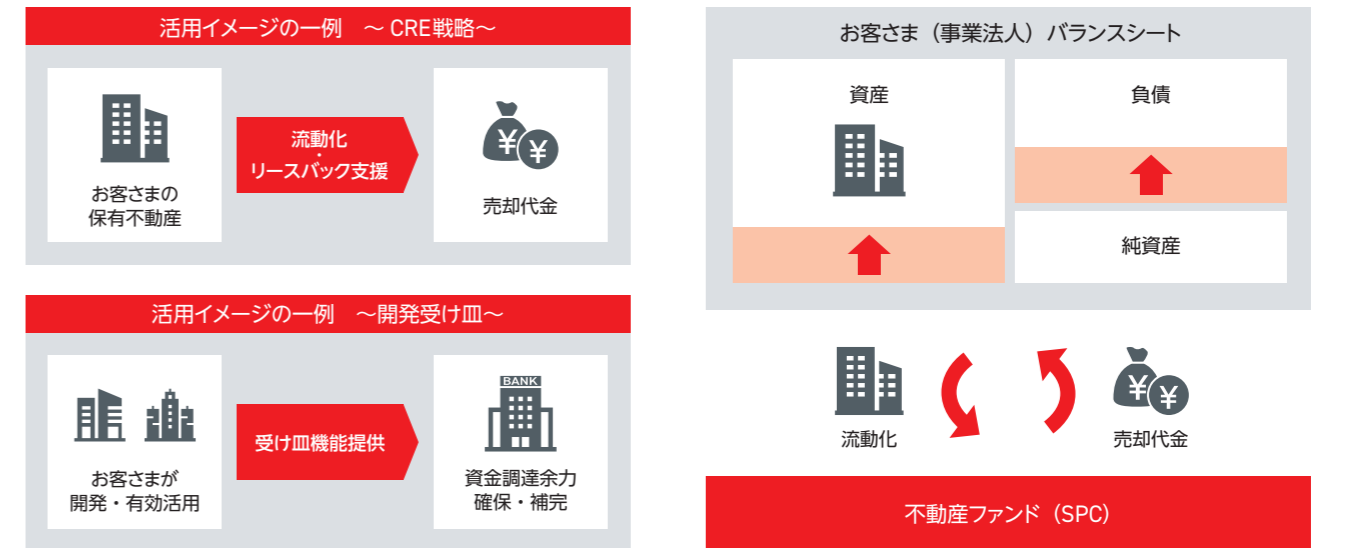 活用イメージの一例　～ CRE戦略～
お客さまの
保有不動産
流動化
・
リースバック支援
¥
¥
売却代金
活用イメージの一例　～開発受け皿～
お客さまが
開発・有効活用
受け皿機能提供
BANK
資金調達余力
確保・補完
お客さま（事業法人）バランスシート
資産
負債
純資産
流動化
¥
¥
売却代金
不動産ファンド（SPC）